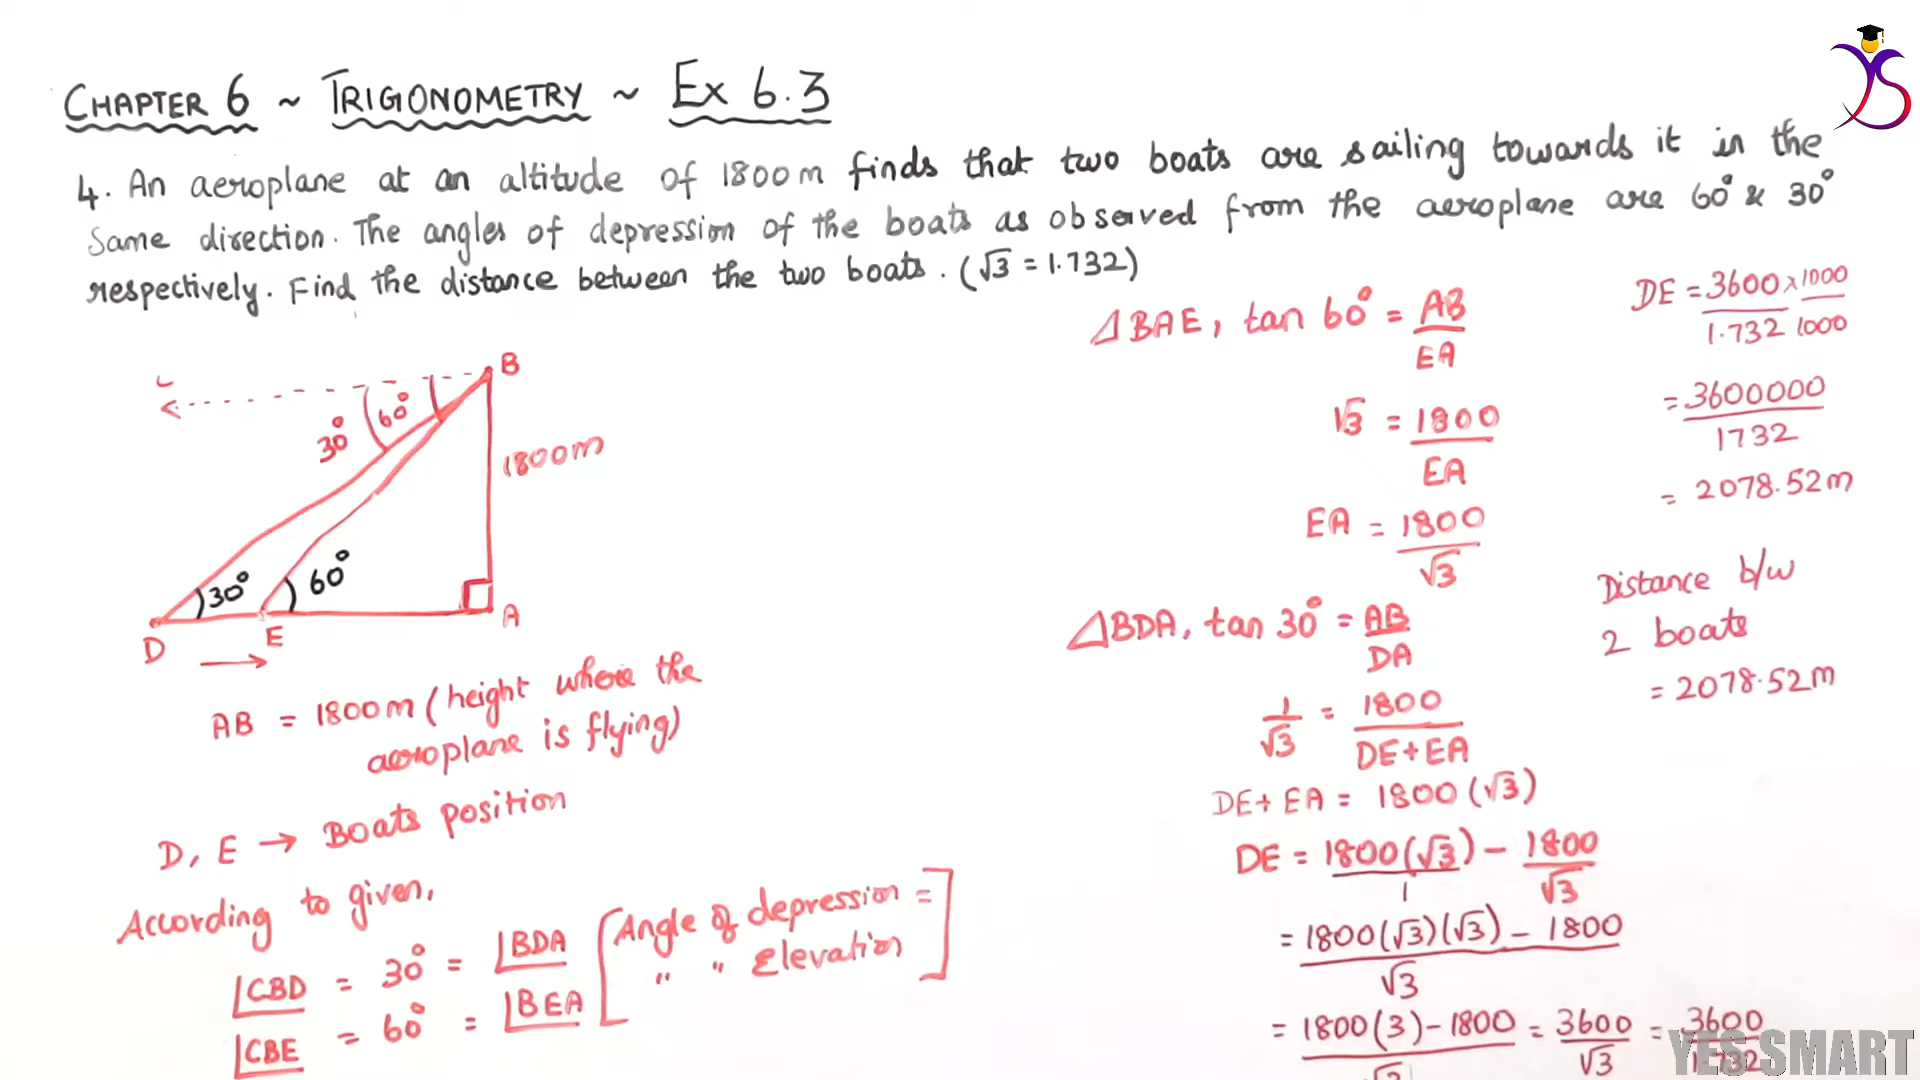 CHAPTER 6 ~ TRIGONOMETRY ~ Ex 6.3
4. An aeroplane at an altitude of 1800m finds that two boats are sailing towards it in the
same direction. The angles of depression of the boats as observed from the aeroplane are 60° & 30°
respectively. Find the distance between the two boats. (√3 = 1.732)
C
B
30°
60°
1800m
30°
60°
D
E
A
AB = 1800m (height where the
aeroplane is flying)
D, E → Boats position
According to given,
∠CBD = 30° = ∠BDA
∠CBE = 60° = ∠BEA
[Angle of depression =
" " Elevation]
△BAE, tan 60° = AB/EA
√3 = 1800/EA
EA = 1800/√3
△BDA, tan 30° = AB/DA
1/√3 = 1800/DE+EA
DE+EA = 1800(√3)
DE = 1800(√3)/1 - 1800/√3
= 1800(√3)(√3) - 1800/√3
= 1800(3) - 1800/√3 = 3600/√3 = 3600/1.732
DE = 3600/1.732 × 1000/1000
= 3600000/1732
= 2078.52m
Distance b/w
2 boats
= 2078.52m
YES SMART